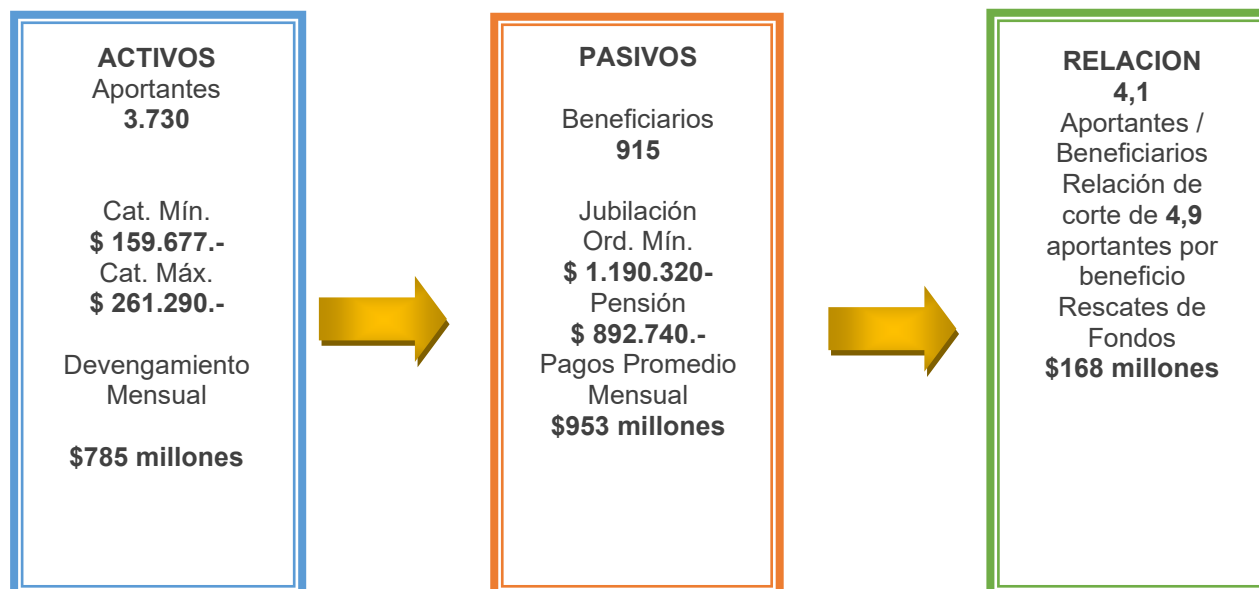 ACTIVOS
Aportantes
3.730
Cat. Mín.
$ 159.677.-
Cat. Máx.
$ 261.290.-
Devengamiento
Mensual
$785 millones
PASIVOS
Beneficiarios
915
Jubilación
Ord. Mín.
$ 1.190.320-
Pensión
$ 892.740.-
Pagos Promedio
Mensual
$953 millones
RELACION
4,1
Aportantes /
Beneficiarios
Relación de
corte de 4,9
aportantes por
beneficio
Rescates de
Fondos
$168 millones